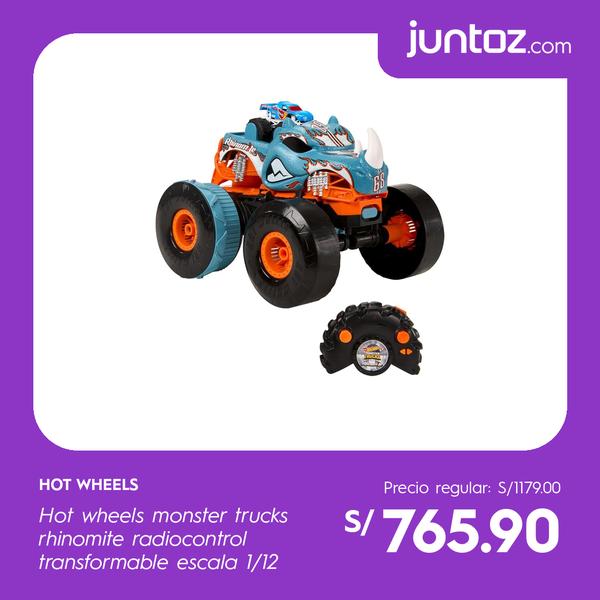 juntoz.com
66
HOT WHEELS
Hot wheels monster trucks
rhinomite radiocontrol
transformable escala 1/12
Precio regular: S/1179.00
S/ 765.90